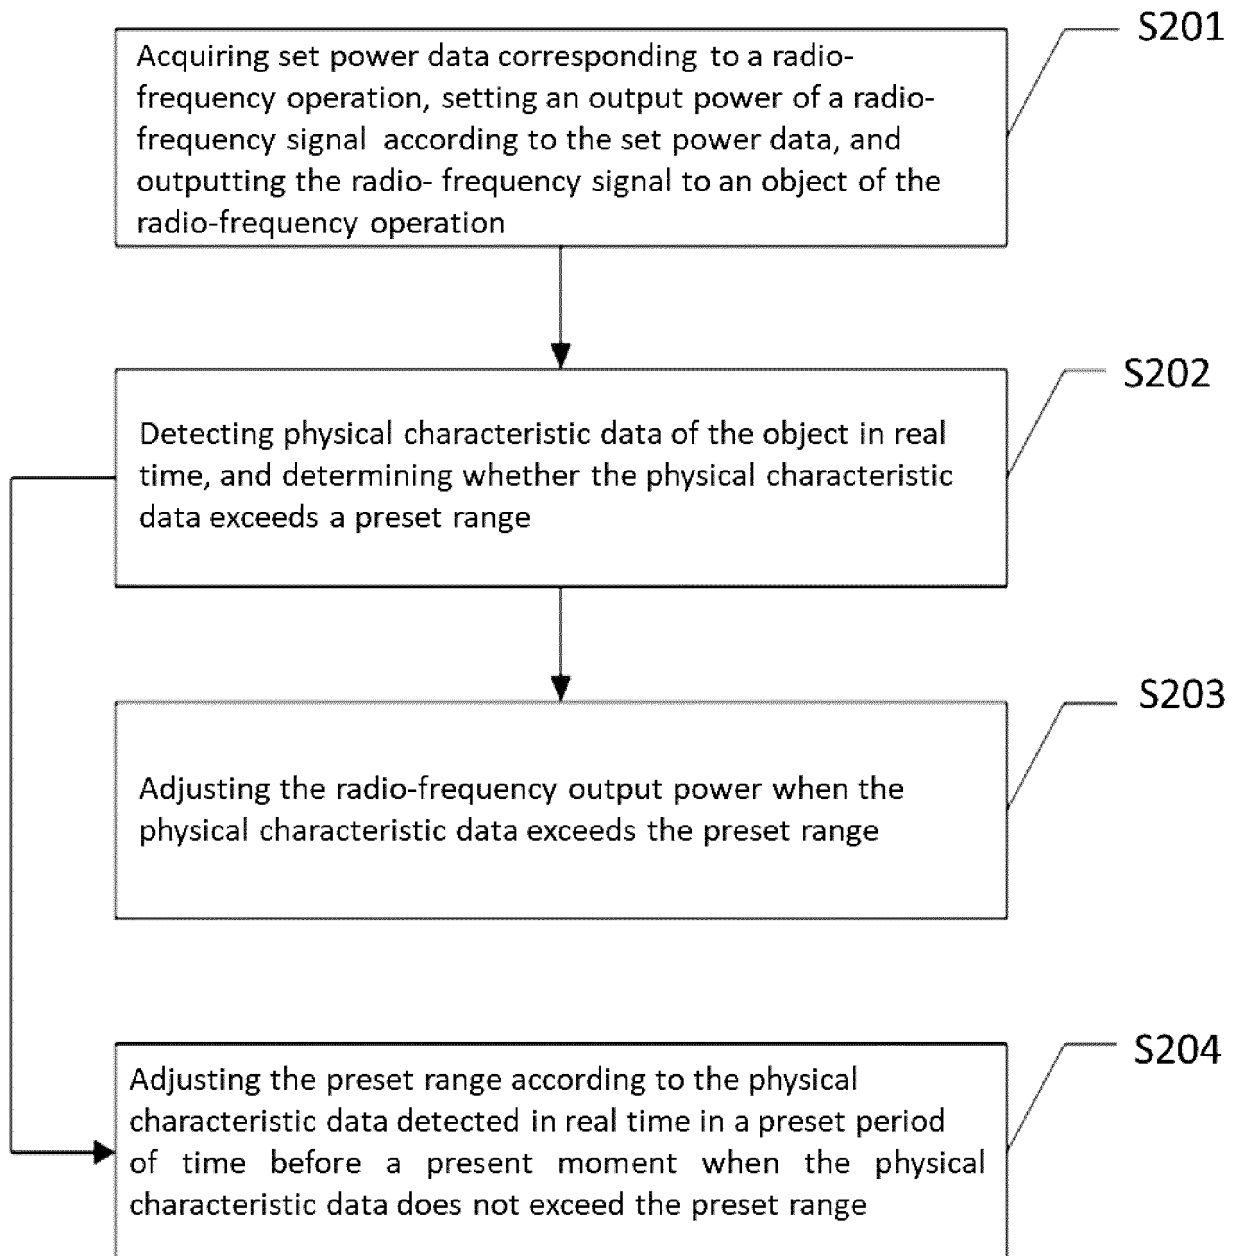 S201
Acquiring set power data corresponding to a radio-
frequency operation, setting an output power of a radio-
frequency signal according to the set power data, and
outputting the radio- frequency signal to an object of the
radio-frequency operation
S202
Detecting physical characteristic data of the object in real
time, and determining whether the physical characteristic
data exceeds a preset range
S203
Adjusting the radio-frequency output power when the
physical characteristic data exceeds the preset range
S204
Adjusting the preset range according to the physical
characteristic data detected in real time in a preset period
of time before a present moment when the physical
characteristic data does not exceed the preset range